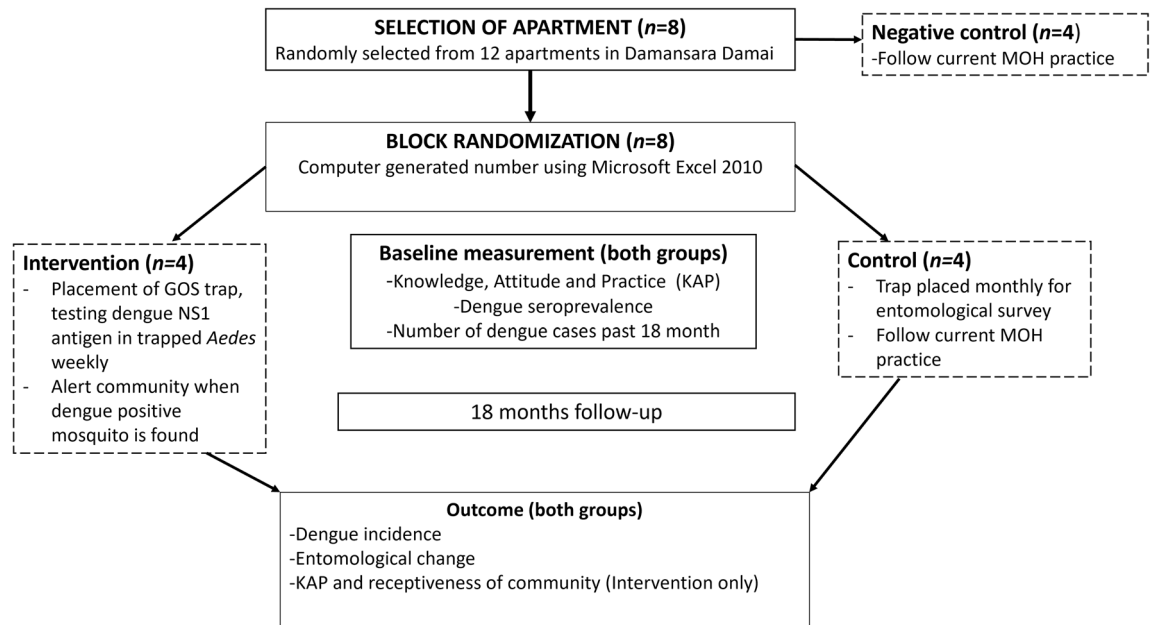 SELECTION OF APARTMENT (n=8)
Randomly selected from 12 apartments in Damansara Damai
Negative control (n=4)
-Follow current MOH practice
BLOCK RANDOMIZATION (n=8)
Computer generated number using Microsoft Excel 2010
Intervention (n=4)
- Placement of GOS trap,
testing dengue NS1
antigen in trapped Aedes
weekly
- Alert community when
dengue positive
mosquito is found
Baseline measurement (both groups)
-Knowledge, Attitude and Practice (KAP)
-Dengue seroprevalence
-Number of dengue cases past 18 month
Control (n=4)
- Trap placed monthly for
entomological survey
- Follow current MOH
practice
18 months follow-up
Outcome (both groups)
-Dengue incidence
-Entomological change
-KAP and receptiveness of community (Intervention only)